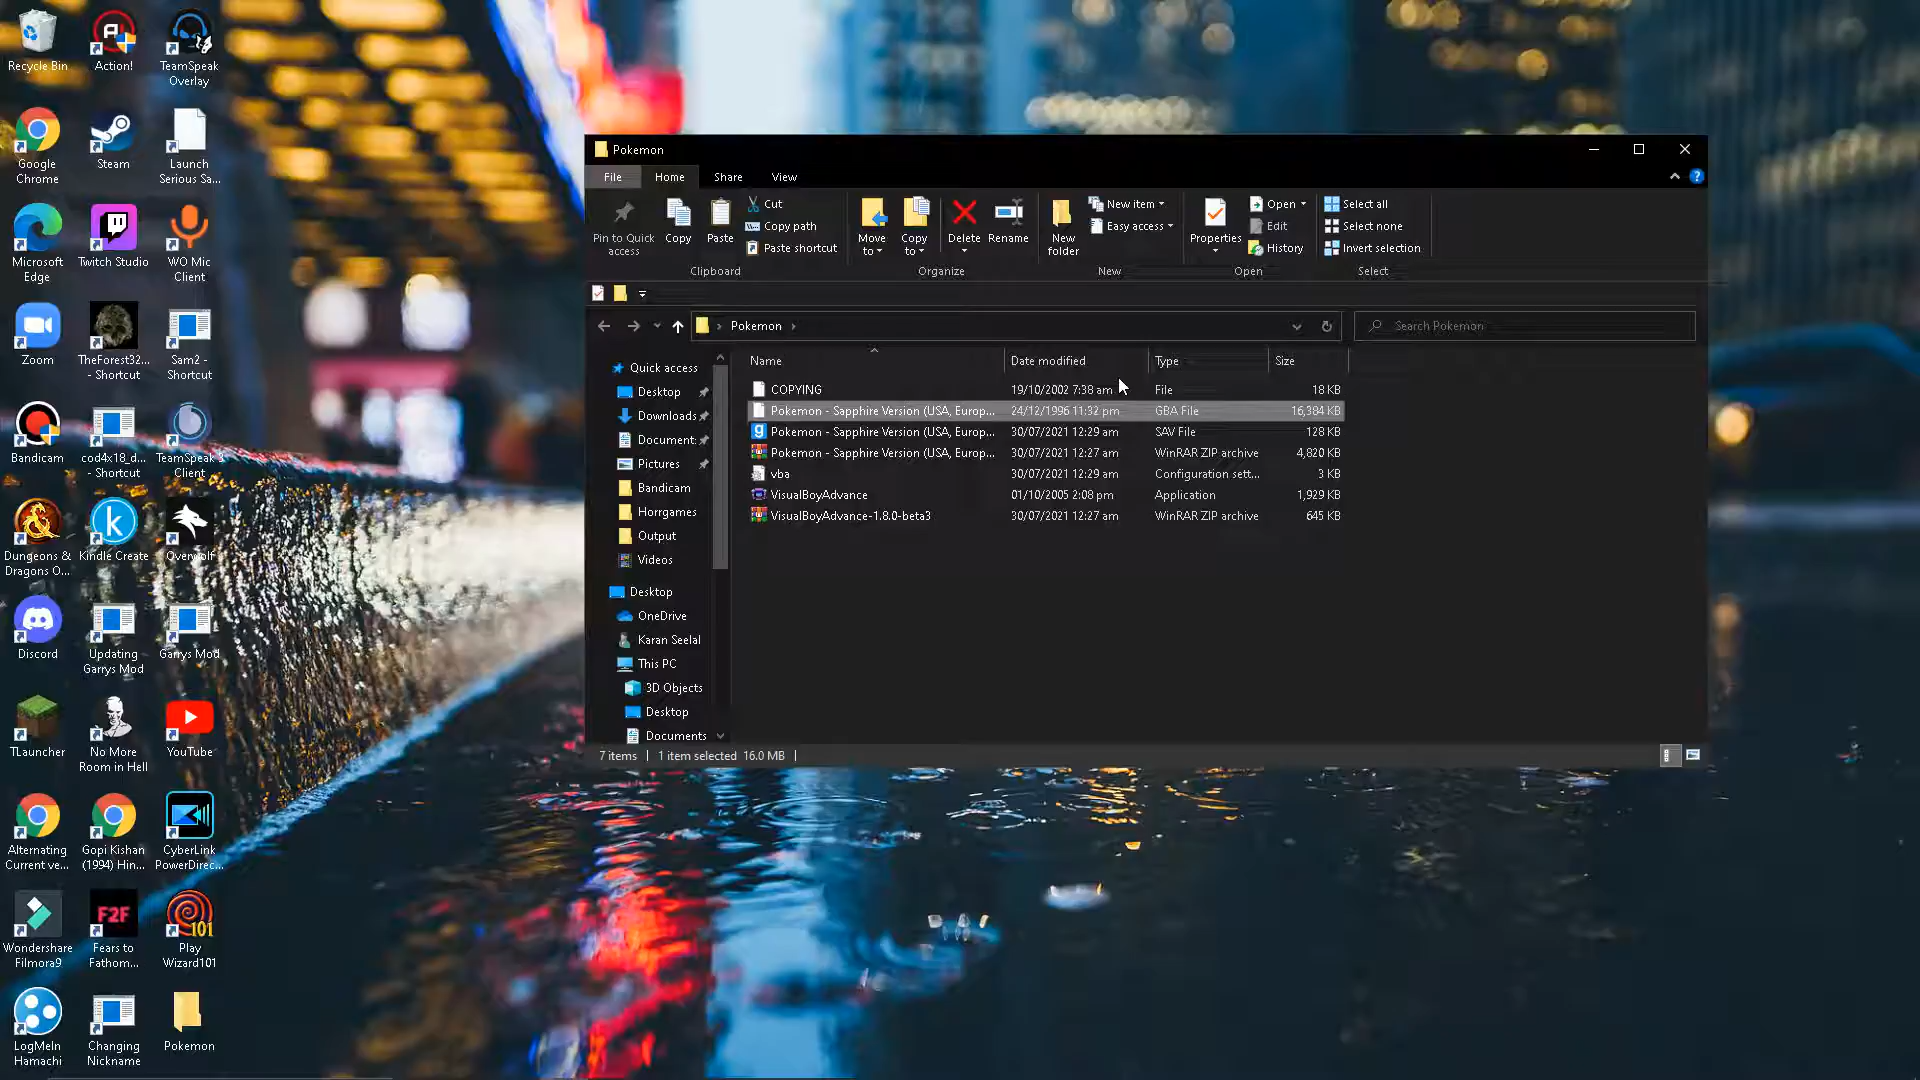 Recycle Bin
Action!
TeamSpeak
Overlay
Google
Chrome
Steam
Launch
Serious Sa...
Microsoft
Edge
Twitch Studio
WO Mic
Client
Zoom
TheForest32...
- Shortcut
Sam2 -
Shortcut
Bandicam
cod4x18_d...
- Shortcut
TeamSpeak 3
Client
Dungeons &
Dragons O...
Kindle Create
Overwolf
Discord
Updating
Garrys Mod
Garrys Mod
TLauncher
No More
Room in Hell
YouTube
Alternating
Current ve...
Gopi Kishan
(1994) Hin...
CyberLink
PowerDirec...
Wondershare
Filmora9
F2F
Fears to
Fathom...
101
Play
Wizard101
LogMeIn
Hamachi
Changing
Nickname
Pokemon
Pokemon
File Home Share View
Pin to Quick
access
Copy
Paste
Cut
Copy path
Paste shortcut
Clipboard
Move
to
Copy
to
Delete
Rename
Organize
New
folder
New item
Easy access
New
Properties
Open
Edit
History
Open
Select all
Select none
Invert selection
Select
Pokemon
Search Pokemon
Quick access
Desktop
Downloads
Document:
Pictures
Bandicam
Horrgames
Output
Videos
Desktop
OneDrive
Karan Seelal
This PC
3D Objects
Desktop
Documents
Name Date modified Type Size
COPYING 19/10/2002 7:38 am File 18 KB
Pokemon - Sapphire Version (USA, Europ... 24/12/1996 11:32 pm GBA File 16,384 KB
Pokemon - Sapphire Version (USA, Europ... 30/07/2021 12:29 am SAV File 128 KB
Pokemon - Sapphire Version (USA, Europ... 30/07/2021 12:27 am WinRAR ZIP archive 4,820 KB
vba 30/07/2021 12:29 am Configuration sett... 3 KB
VisualBoyAdvance 01/10/2005 2:08 pm Application 1,929 KB
VisualBoyAdvance-1.8.0-beta3 30/07/2021 12:27 am WinRAR ZIP archive 645 KB
7 items 1 item selected 16.0 MB